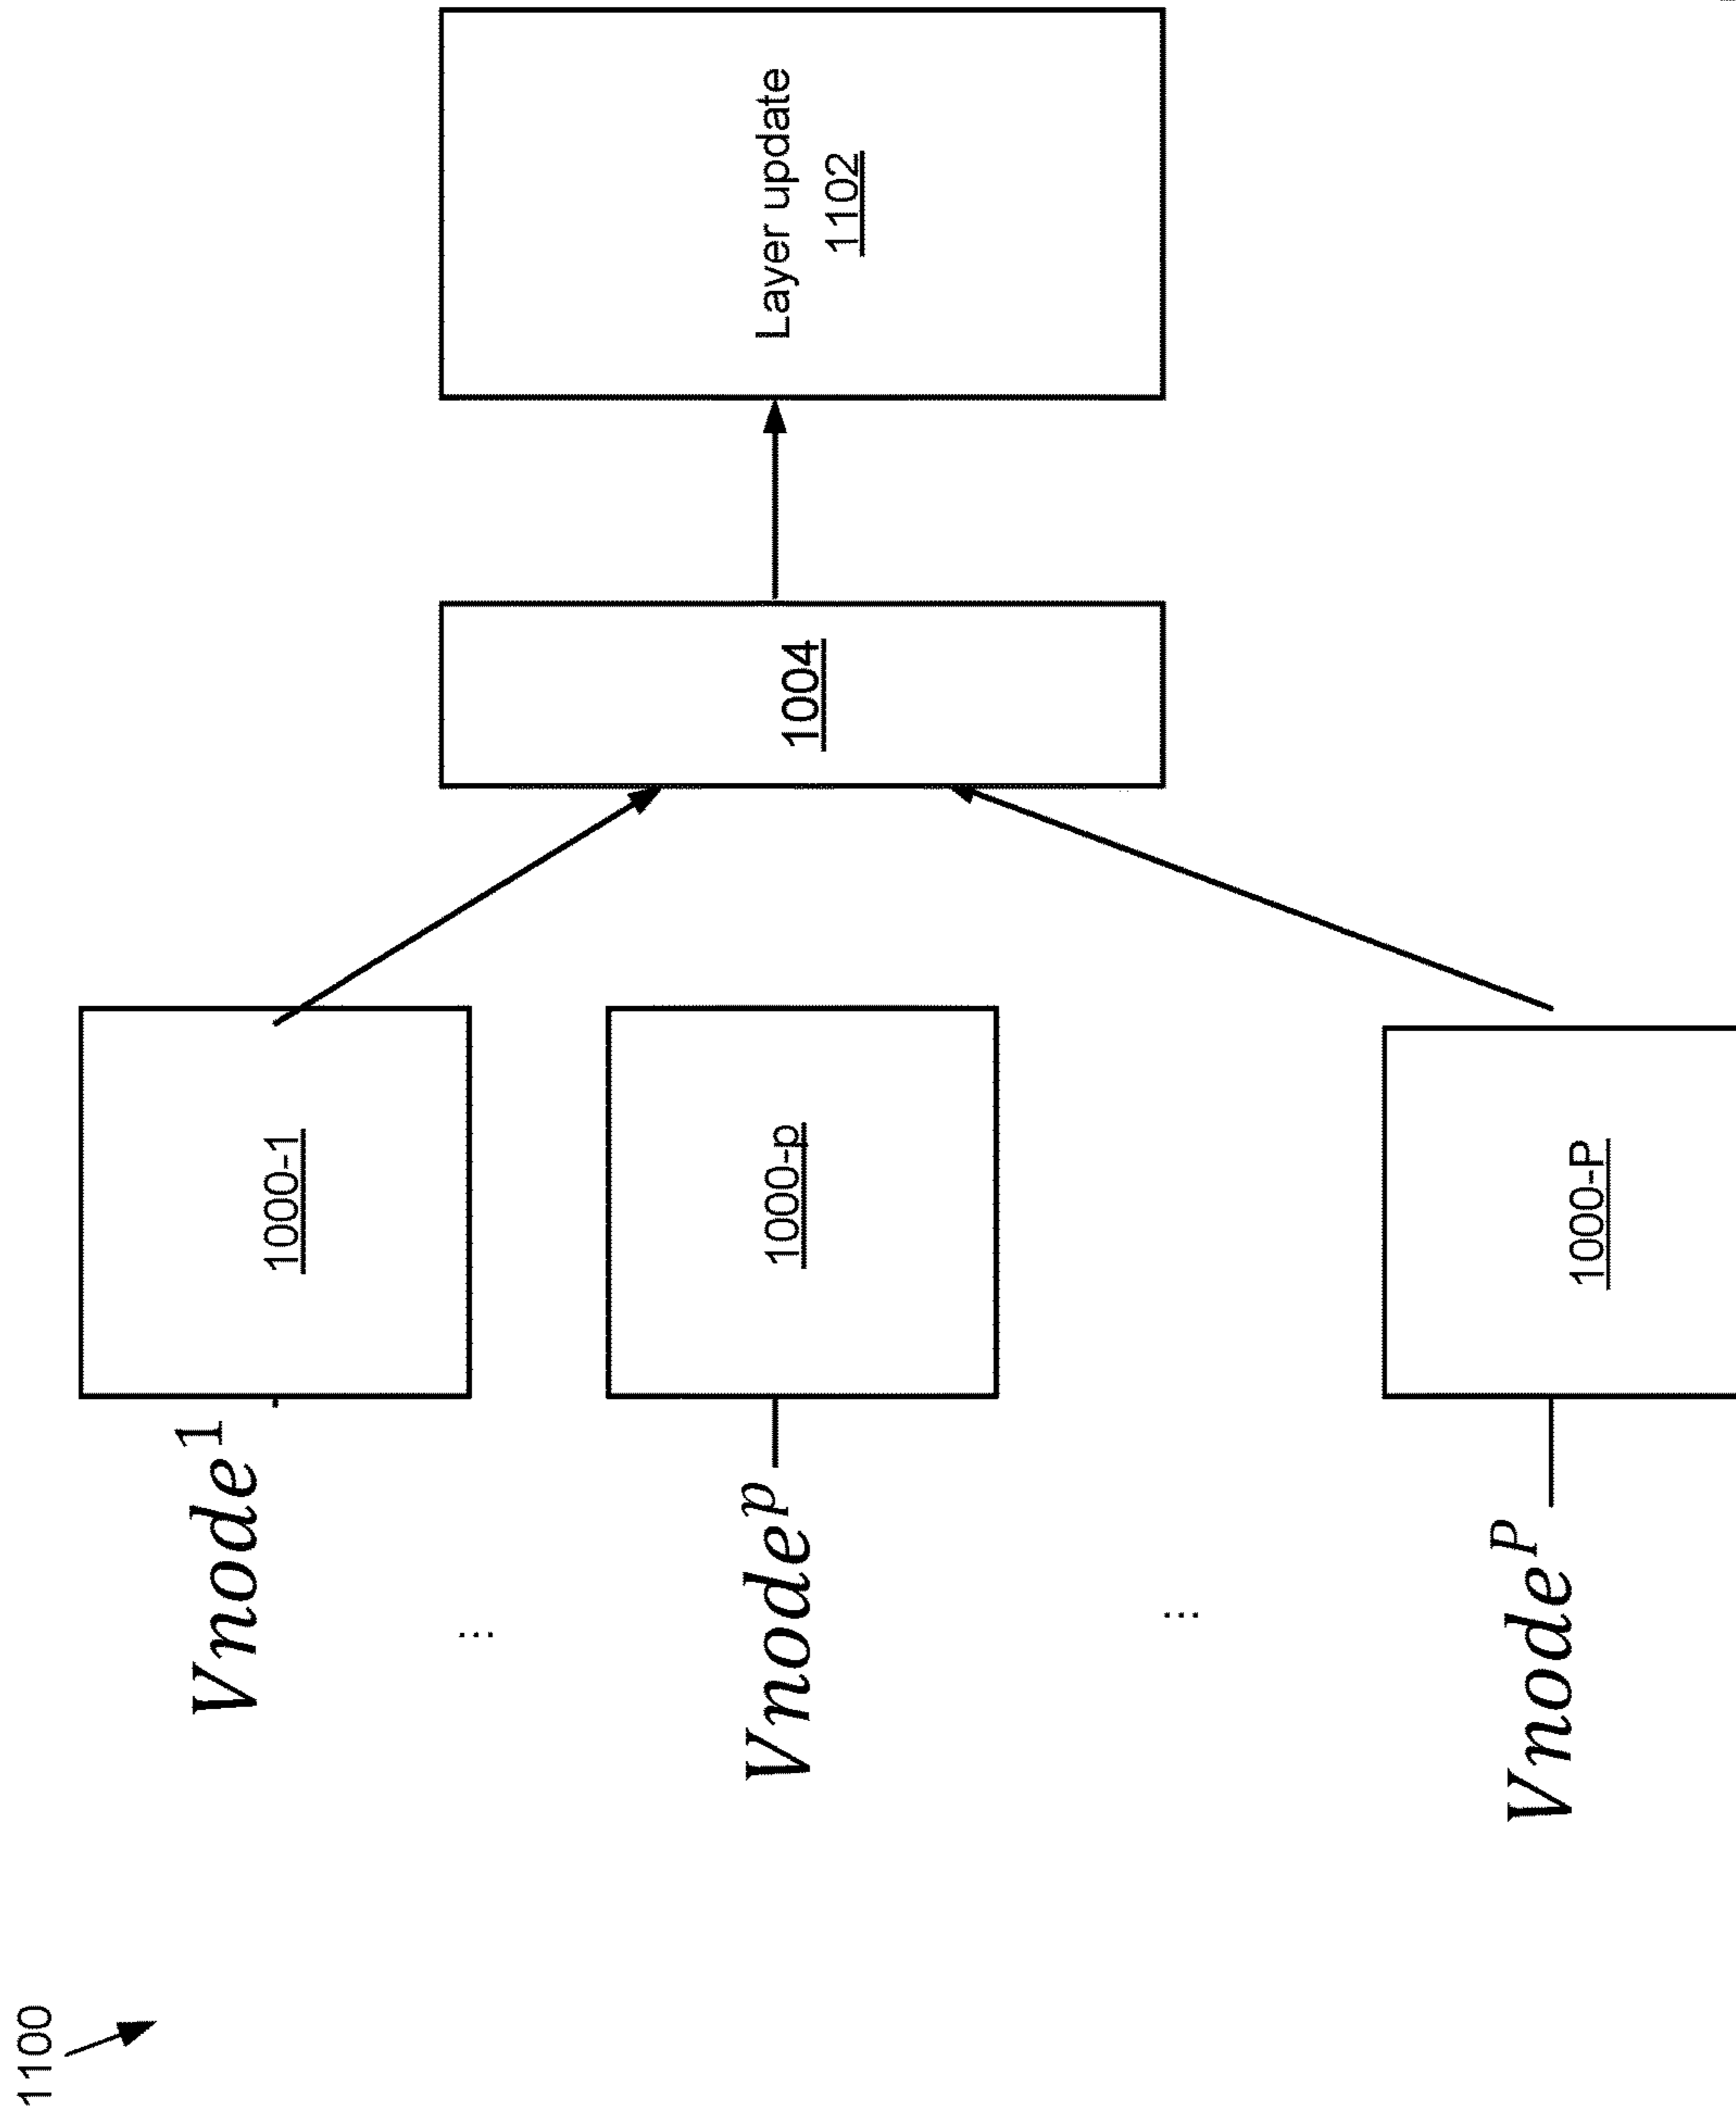 1100
Vnode^1
1000-1
...
Vnode^p
1000-p
...
Vnode^P
1000-P
1004
Layer update
1102